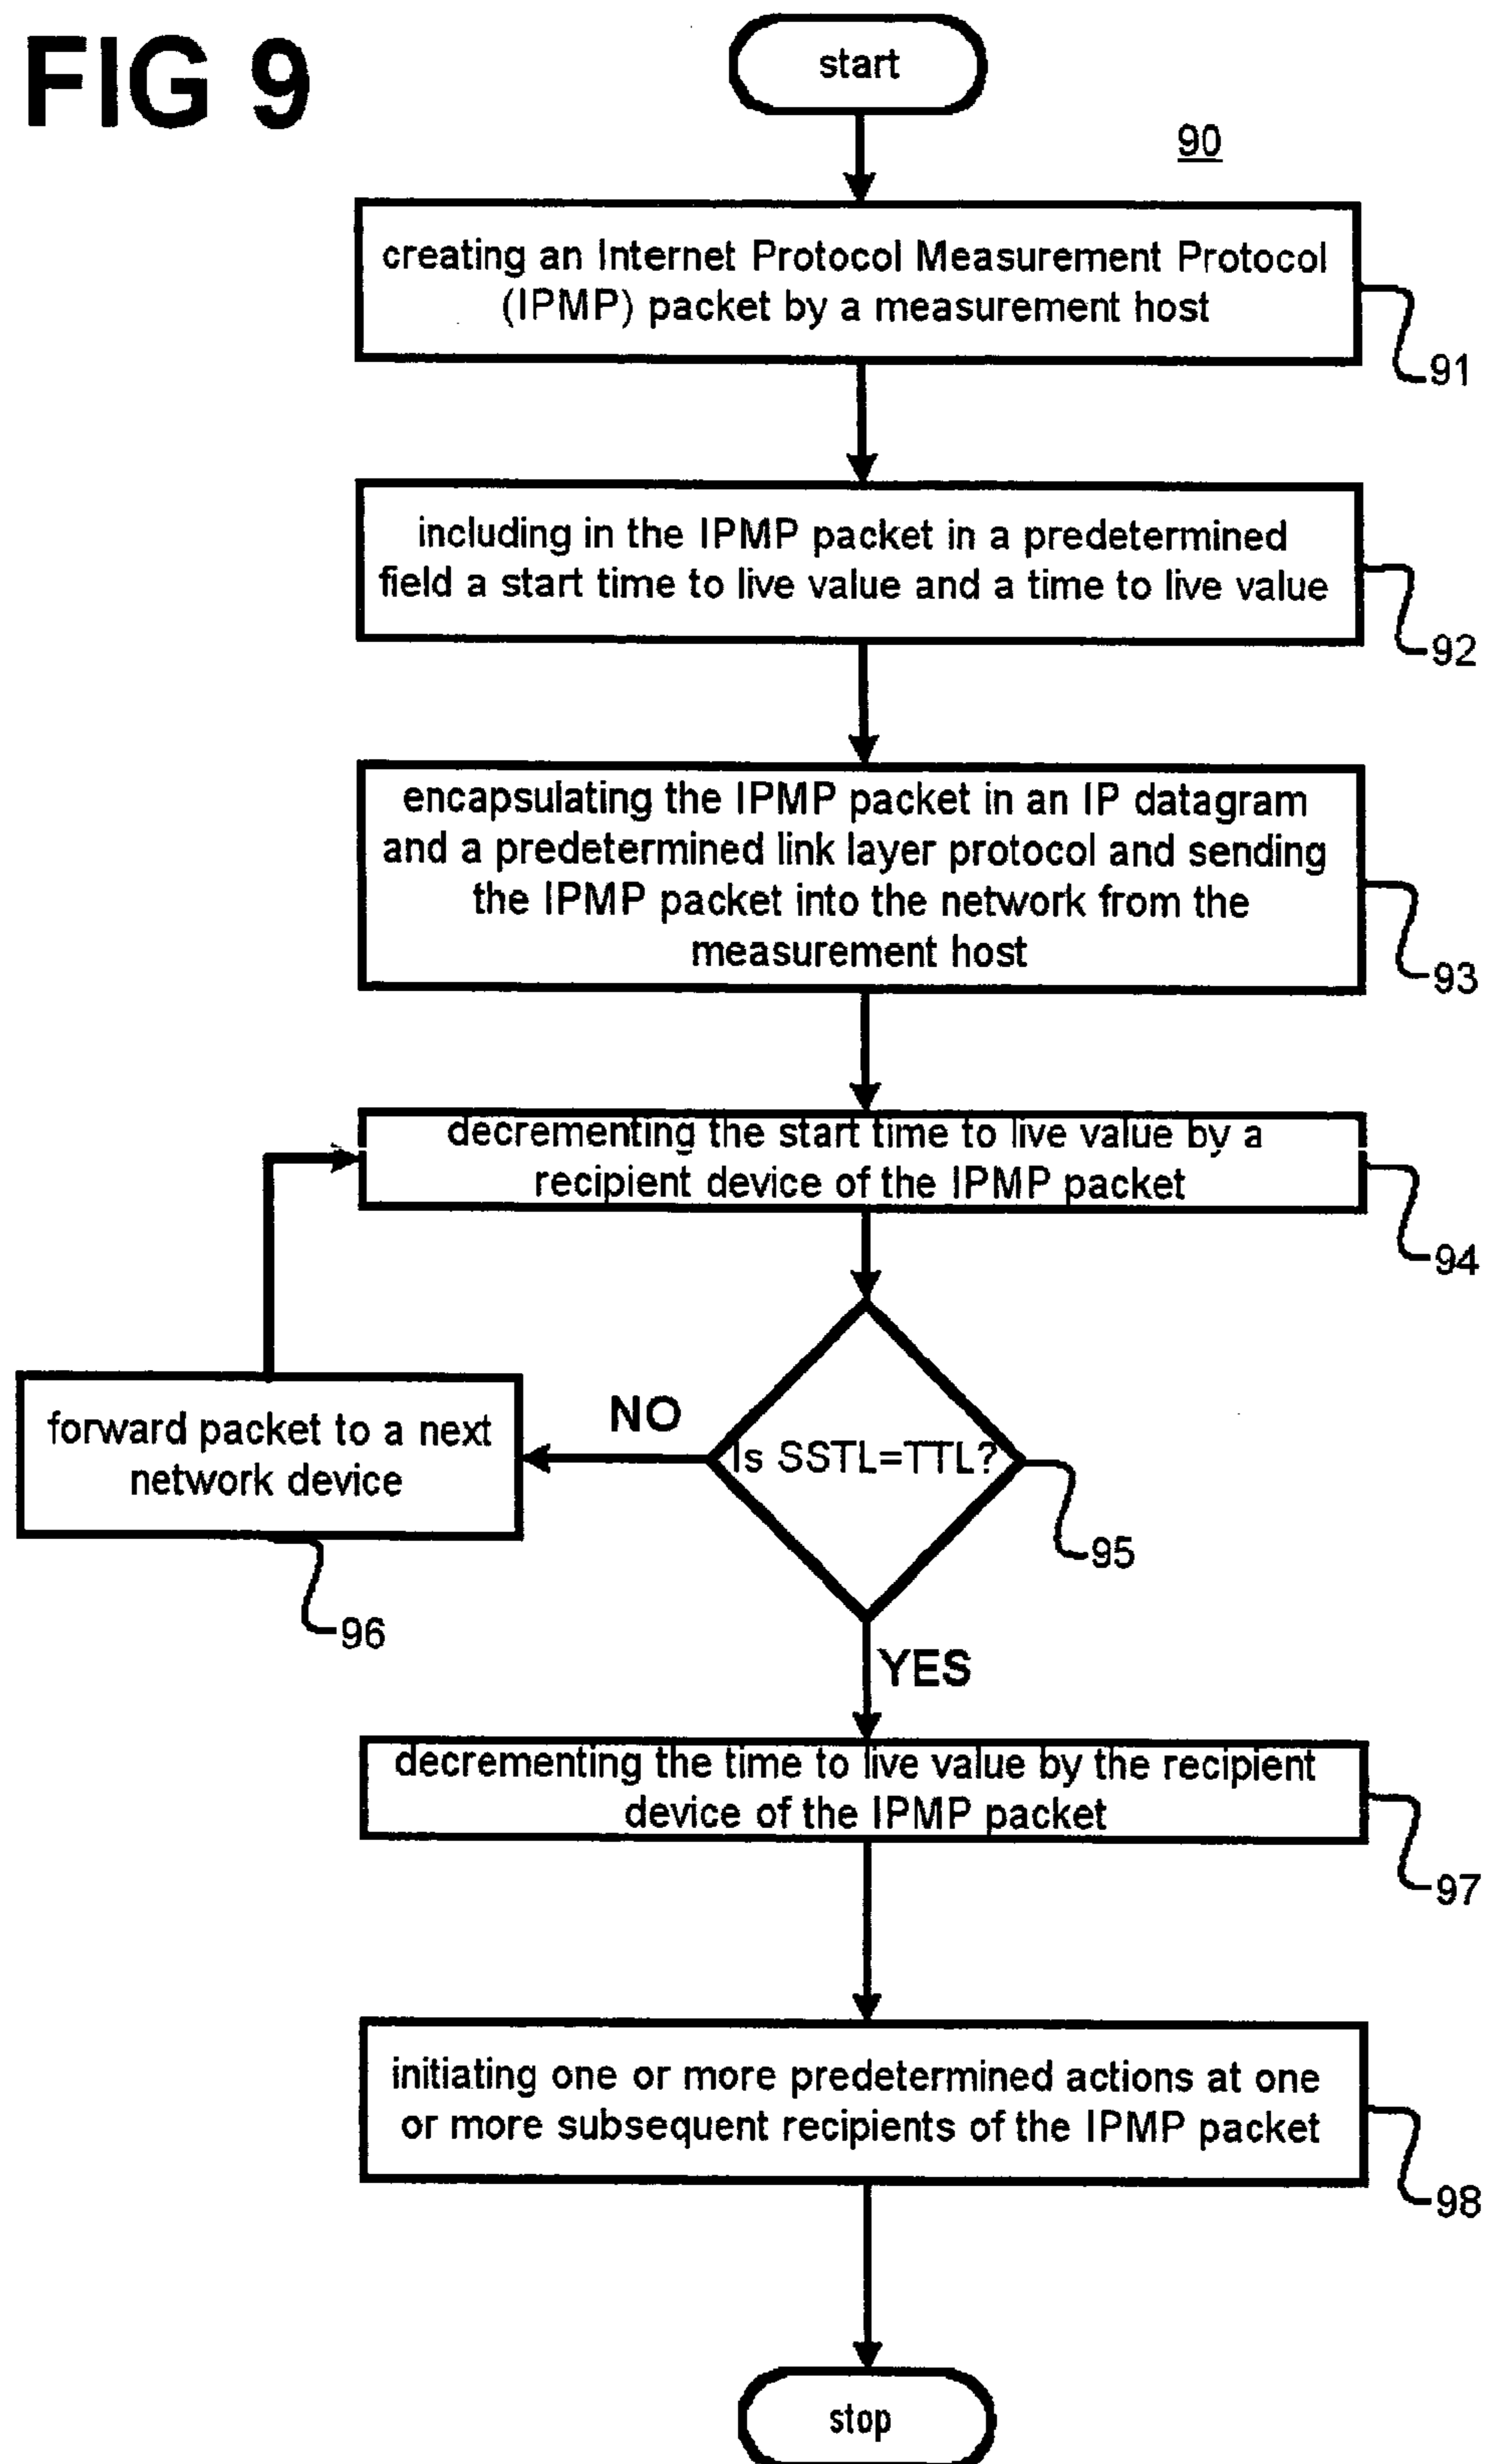 FIG 9
start
90
creating an Internet Protocol Measurement Protocol
(IPMP) packet by a measurement host
91
including in the IPMP packet in a predetermined
field a start time to live value and a time to live value
92
encapsulating the IPMP packet in an IP datagram
and a predetermined link layer protocol and sending
the IPMP packet into the network from the
measurement host
93
decrementing the start time to live value by a
recipient device of the IPMP packet
94
Is SSTL=TTL?
95
NO
forward packet to a next
network device
96
YES
decrementing the time to live value by the recipient
device of the IPMP packet
97
initiating one or more predetermined actions at one
or more subsequent recipients of the IPMP packet
98
stop